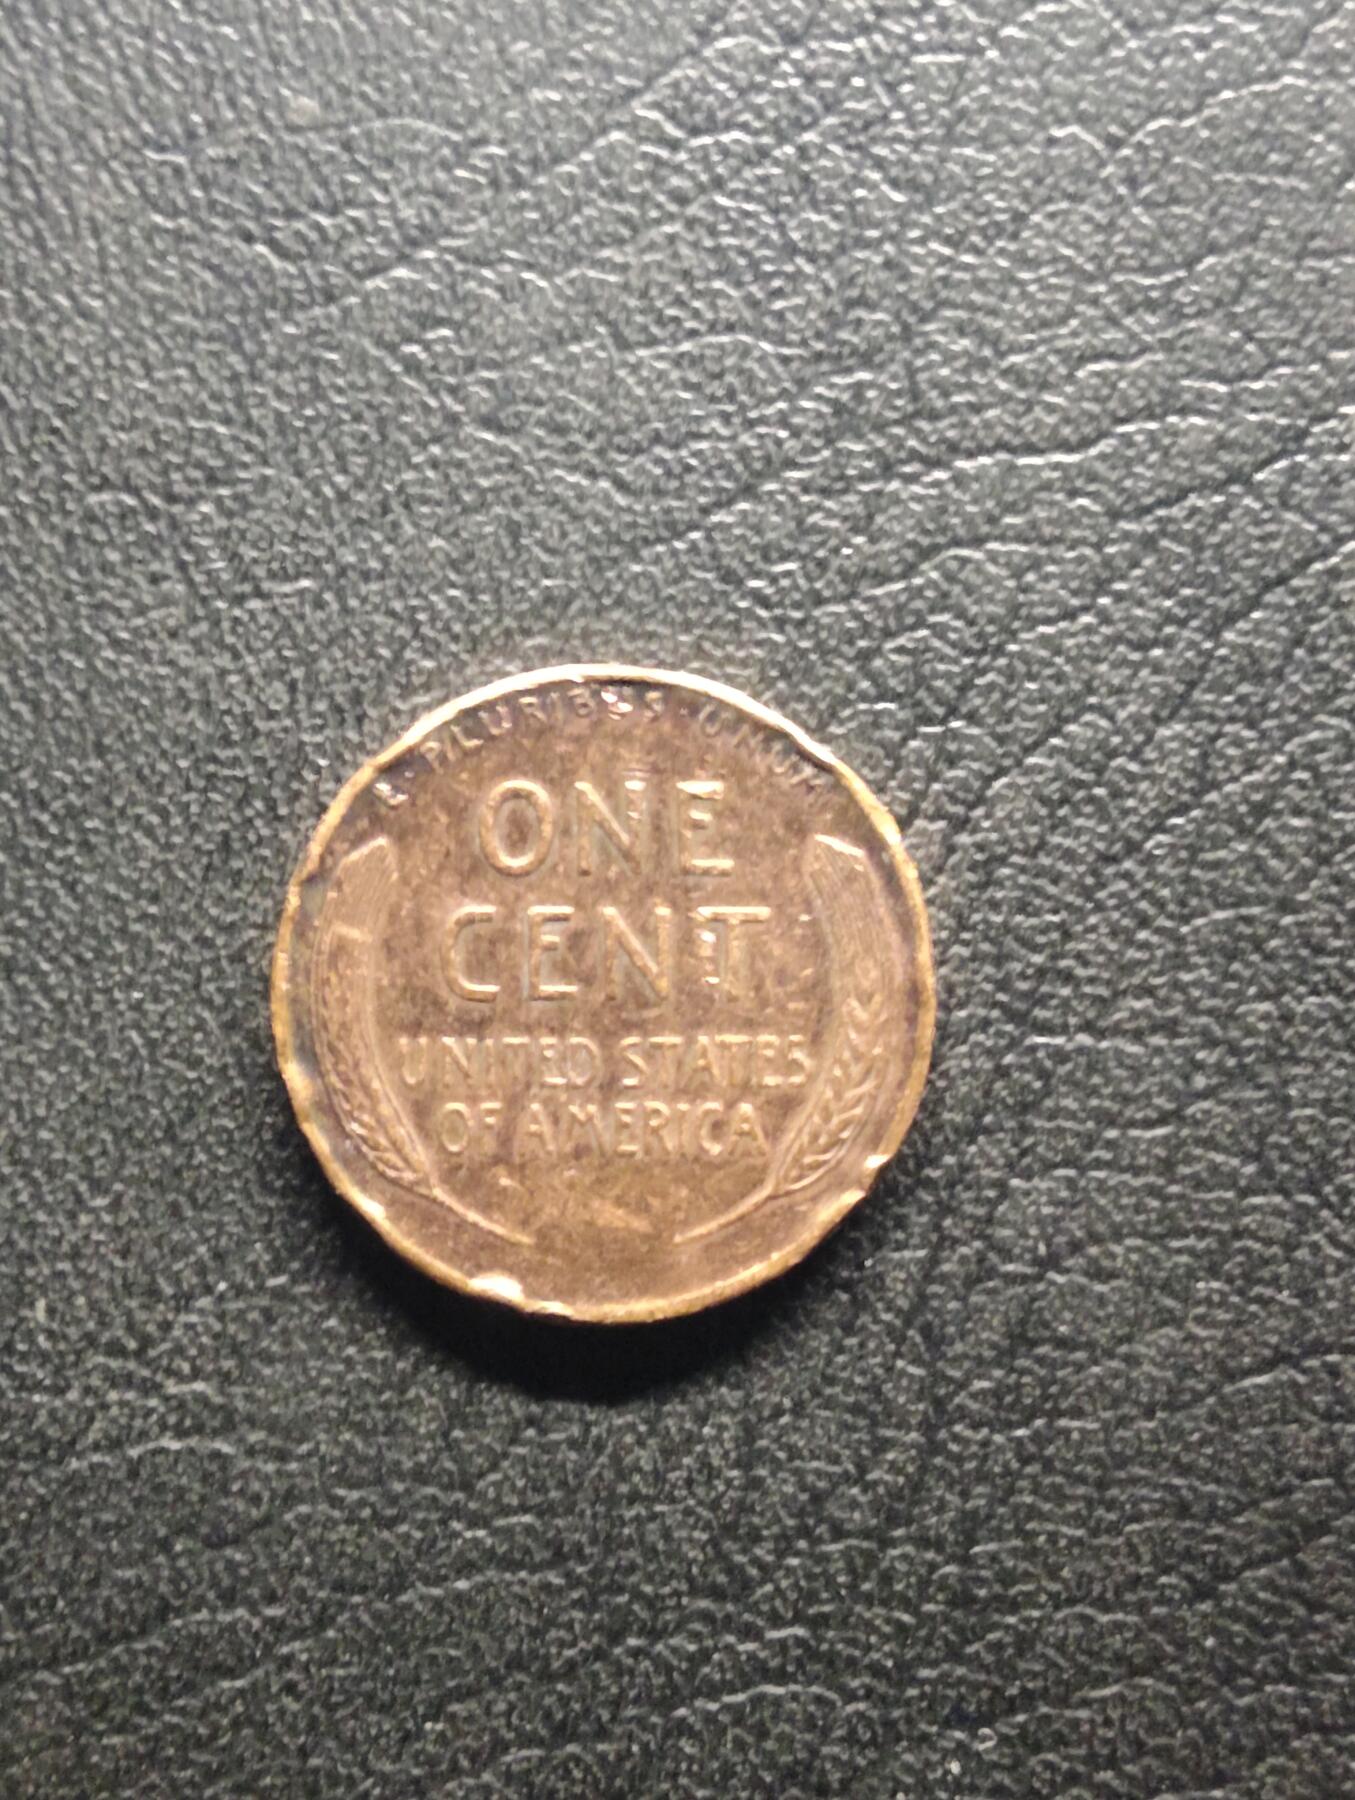 E·PLURIBUS·UNUM
ONE
CENT
UNITED STATES
OF AMERICA